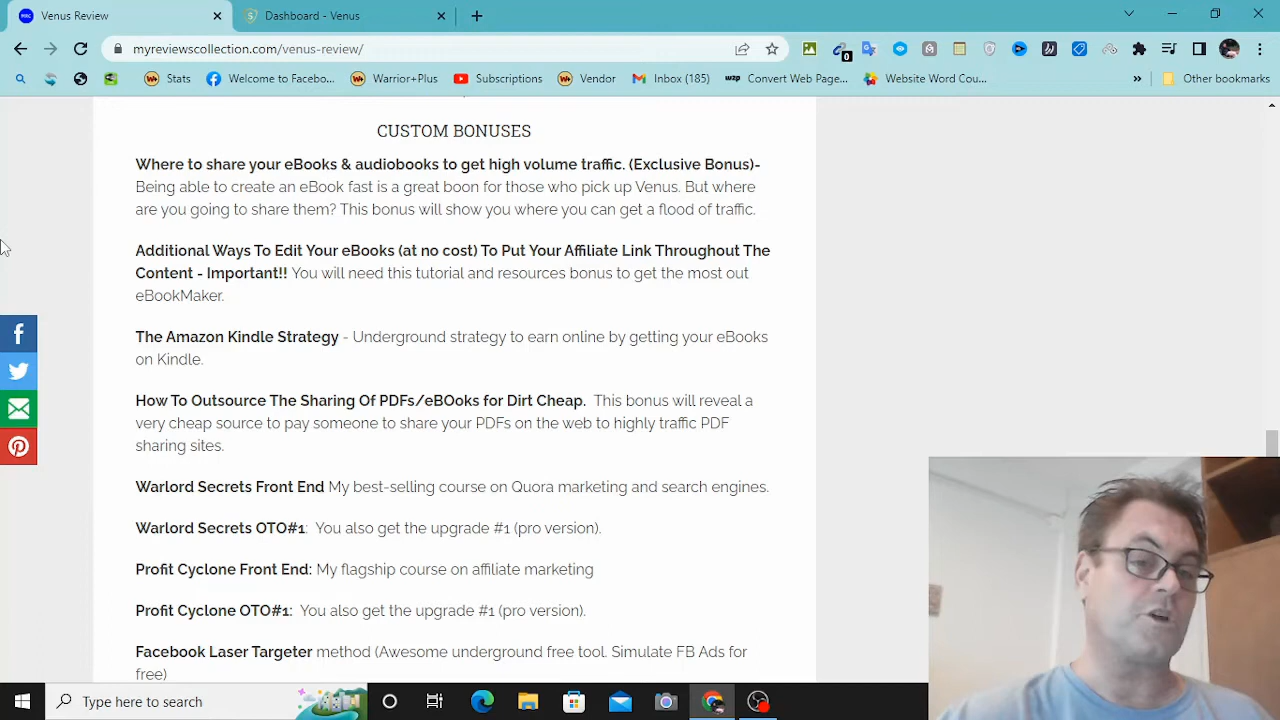 Venus Review
Dashboard - Venus
myreviewscollection.com/venus-review/
0
Stats
Welcome to Facebo...
Warrior+Plus
Subscriptions
Vendor
Inbox (185)
Convert Web Page...
Website Word Cou...
»
Other bookmarks
CUSTOM BONUSES
Where to share your eBooks & audiobooks to get high volume traffic. (Exclusive Bonus)-
Being able to create an eBook fast is a great boon for those who pick up Venus. But where
are you going to share them? This bonus will show you where you can get a flood of traffic.
Additional Ways To Edit Your eBooks (at no cost) To Put Your Affiliate Link Throughout The
Content - Important!! You will need this tutorial and resources bonus to get the most out
eBookMaker.
The Amazon Kindle Strategy - Underground strategy to earn online by getting your eBooks
on Kindle.
How To Outsource The Sharing Of PDFs/eBOoks for Dirt Cheap. This bonus will reveal a
very cheap source to pay someone to share your PDFs on the web to highly traffic PDF
sharing sites.
Warlord Secrets Front End My best-selling course on Quora marketing and search engines.
Warlord Secrets OTO#1: You also get the upgrade #1 (pro version).
Profit Cyclone Front End: My flagship course on affiliate marketing
Profit Cyclone OTO#1: You also get the upgrade #1 (pro version).
Facebook Laser Targeter method (Awesome underground free tool. Simulate FB Ads for
free)
Type here to search